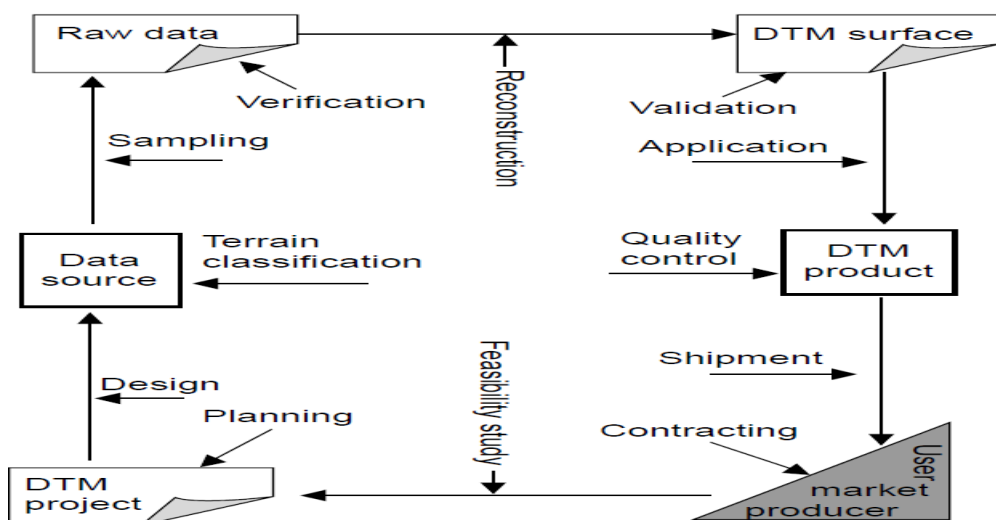 Raw data
DTM surface
Verification
Reconstruction
Validation
Sampling
Application
Data
source
Terrain
classification
Quality
control
DTM
product
Design
Planning
Feasibility study
Shipment
Contracting
DTM
project
User
market
producer